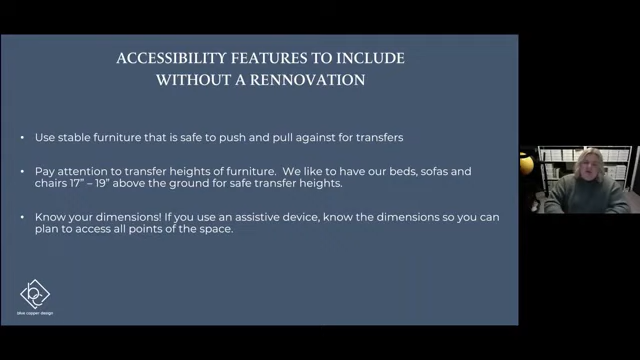 ACCESSIBILITY FEATURES TO INCLUDE
WITHOUT A RENNOVATION
• Use stable furniture that is safe to push and pull against for transfers
• Pay attention to transfer heights of furniture. We like to have our beds, sofas and
chairs 17” – 19” above the ground for safe transfer heights.
• Know your dimensions! If you use an assistive device, know the dimensions so you can
plan to access all points of the space.
bc
blue copper design